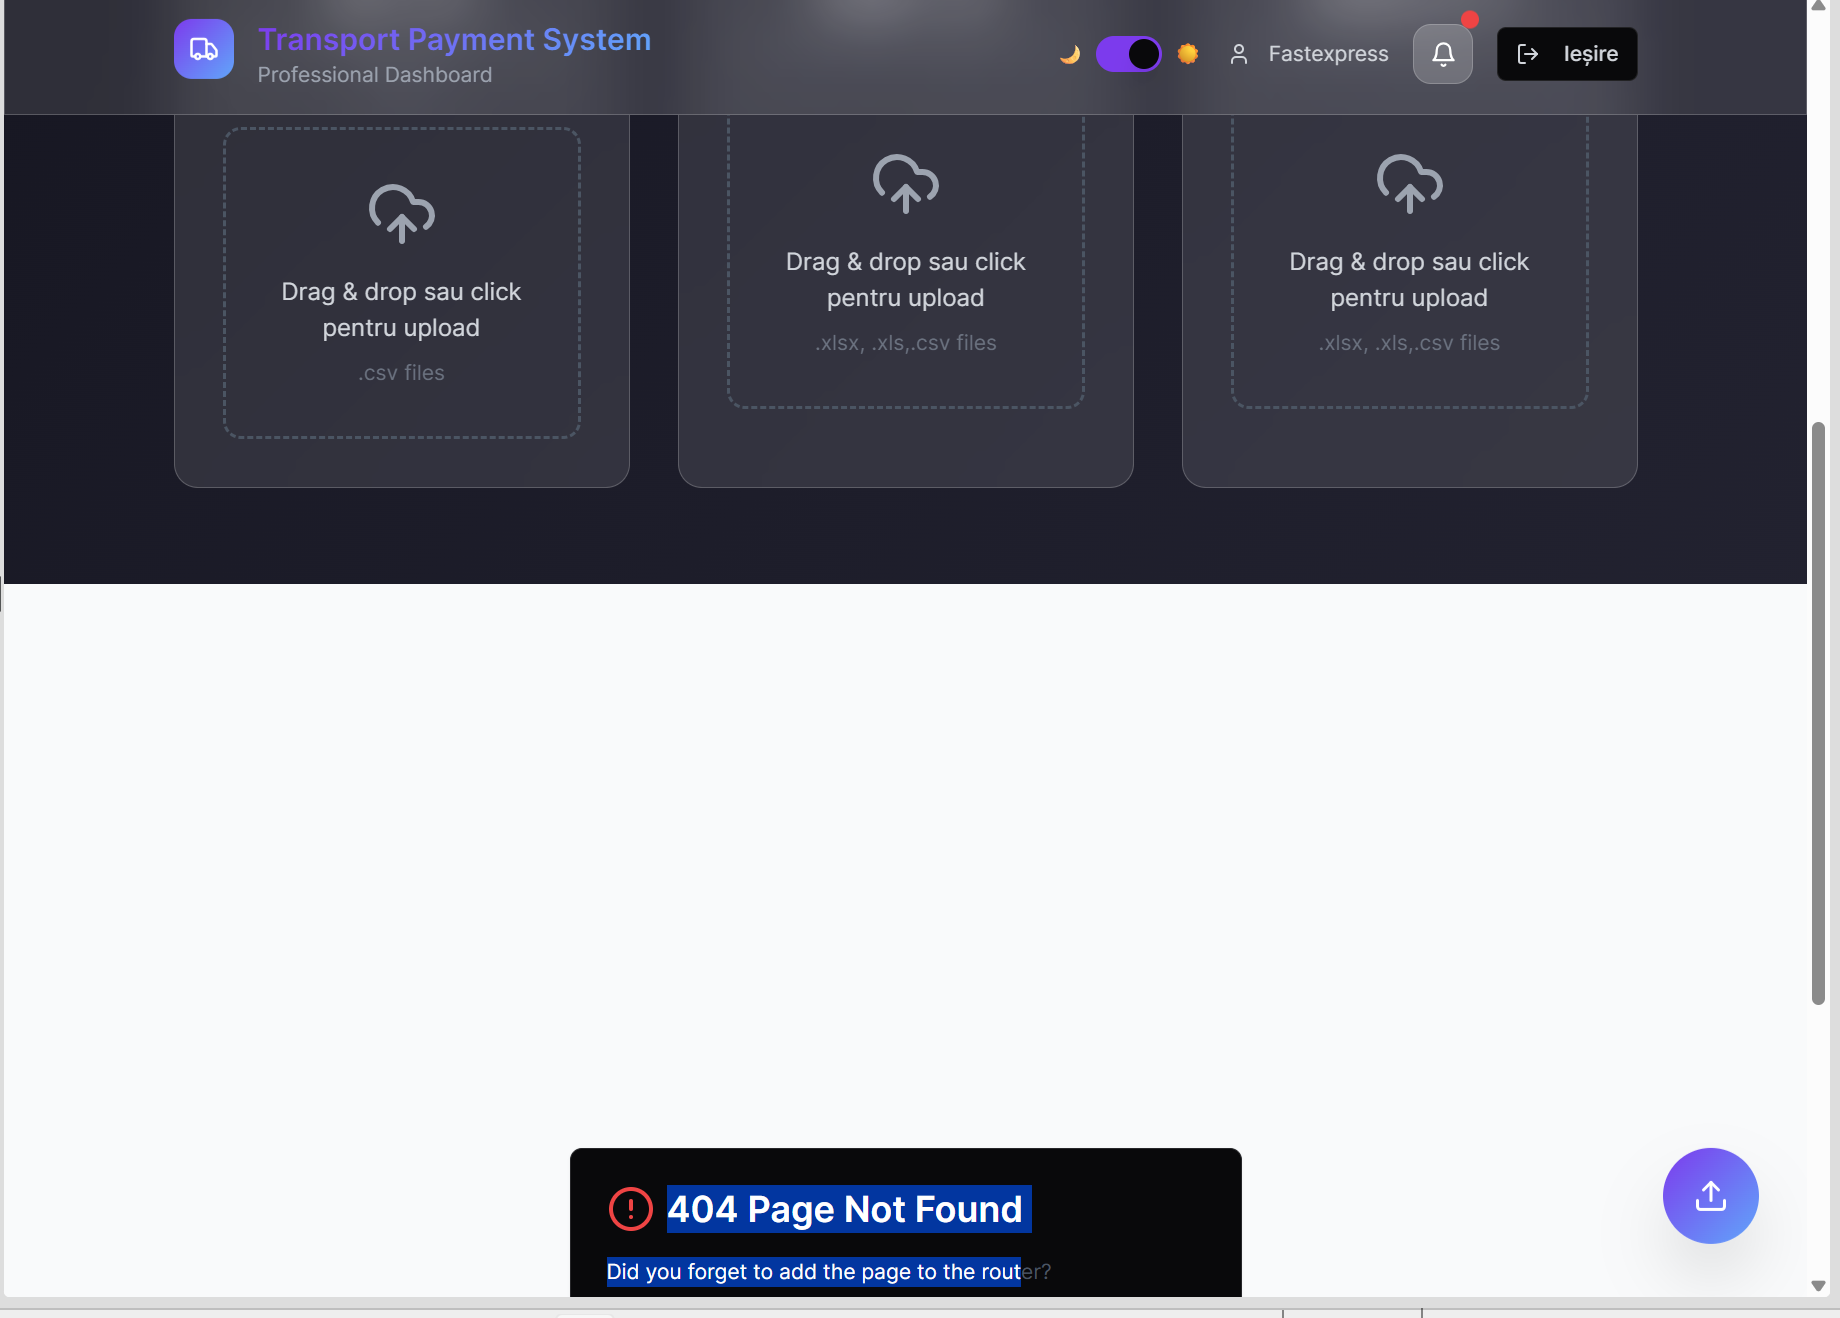 Transport Payment System
Professional Dashboard
Fastexpress
Ieșire
Drag & drop sau click
pentru upload
.csv files
Drag & drop sau click
pentru upload
.xlsx, .xls,.csv files
Drag & drop sau click
pentru upload
.xlsx, .xls,.csv files
404 Page Not Found
Did you forget to add the page to the router?